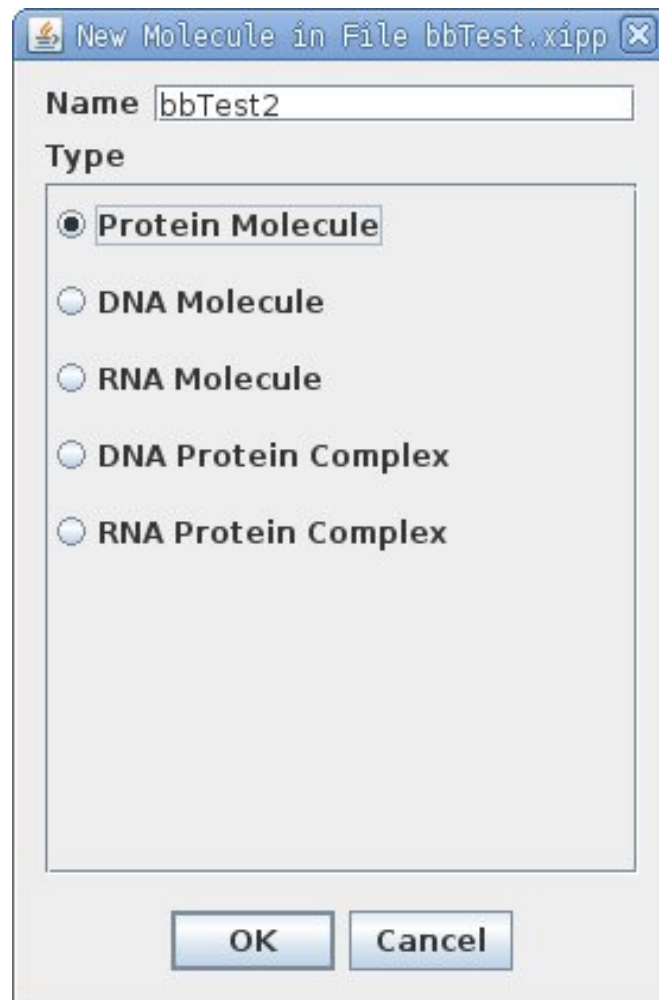 New Molecule in File bbTest.xipp
Name bbTest2
Type
Protein Molecule
DNA Molecule
RNA Molecule
DNA Protein Complex
RNA Protein Complex
OK Cancel